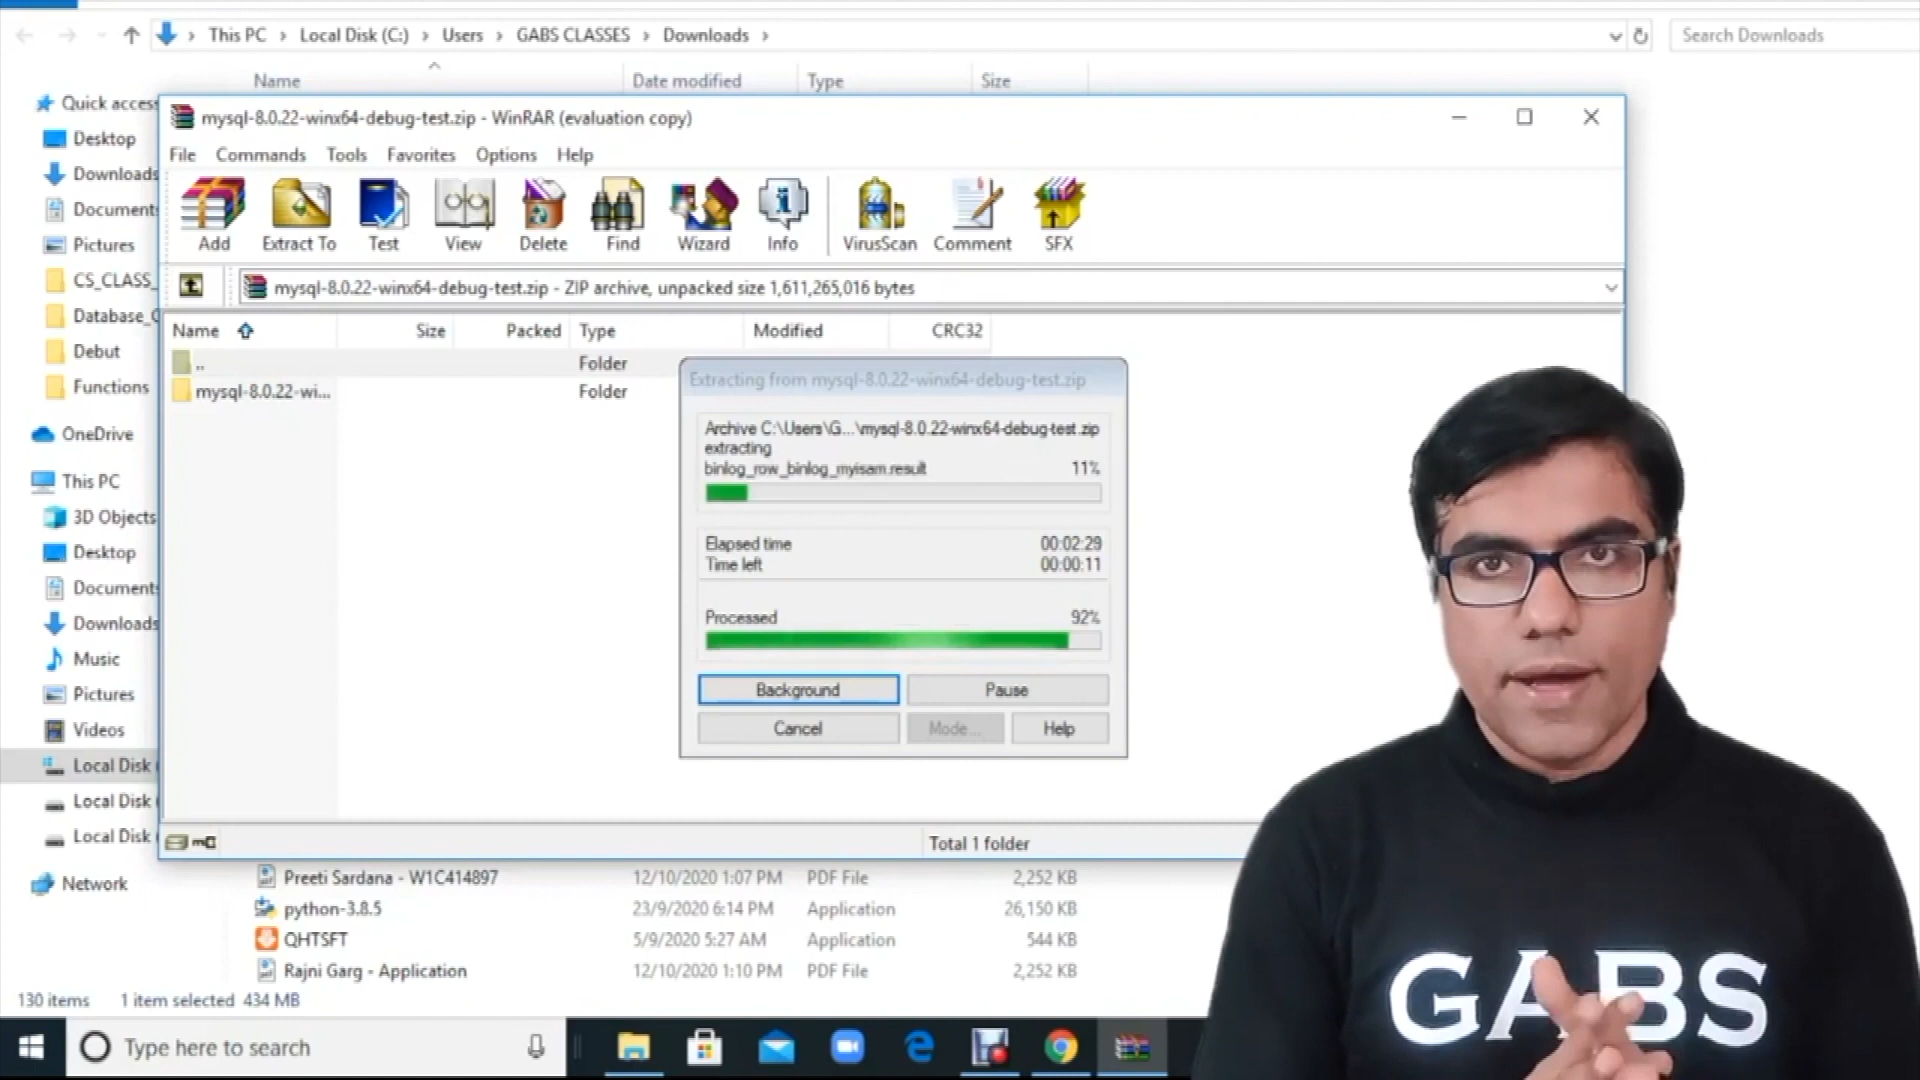 This PC > Local Disk (C:) > Users > GABS CLASSES > Downloads >
Search Downloads
Name
Date modified
Type
Size
Quick access
Desktop
Downloads
Documents
Pictures
CS_CLASS_
Database_
Debut
Functions
OneDrive
This PC
3D Objects
Desktop
Documents
Downloads
Music
Pictures
Videos
Local Disk (
Local Disk (
Local Disk (
Network
mysql-8.0.22-winx64-debug-test.zip - WinRAR (evaluation copy)
File Commands Tools Favorites Options Help
Add
Extract To
Test
View
Delete
Find
Wizard
Info
VirusScan
Comment
SFX
mysql-8.0.22-winx64-debug-test.zip - ZIP archive, unpacked size 1,611,265,016 bytes
Name Size Packed Type Modified CRC32
.. Folder
mysql-8.0.22-wi... Folder
Extracting from mysql-8.0.22-winx64-debug-test.zip
Archive C:\Users\G...\mysql-8.0.22-winx64-debug-test.zip
extracting
binlog_row_binlog_myisam.result 11%
Elapsed time 00:02:29
Time left 00:00:11
Processed 92%
Background
Pause
Cancel
Mode...
Help
Total 1 folder
Preeti Sardana - W1C414897 12/10/2020 1:07 PM PDF File 2,252 KB
python-3.8.5 23/9/2020 6:14 PM Application 26,150 KB
QHTSFT 5/9/2020 5:27 AM Application 544 KB
Rajni Garg - Application 12/10/2020 1:10 PM PDF File 2,252 KB
130 items 1 item selected 434 MB
Type here to search
GABS